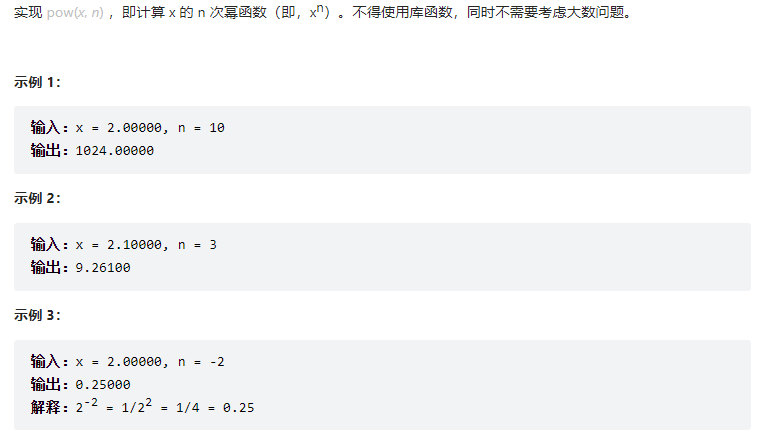 实现 pow(x, n) ，即计算 x 的 n 次幂函数（即，xⁿ）。不得使用库函数，同时不需要考虑大数问题。
示例 1：
输入：x = 2.00000, n = 10
输出：1024.00000
示例 2：
输入：x = 2.10000, n = 3
输出：9.26100
示例 3：
输入：x = 2.00000, n = -2
输出：0.25000
解释：2⁻² = 1/2² = 1/4 = 0.25